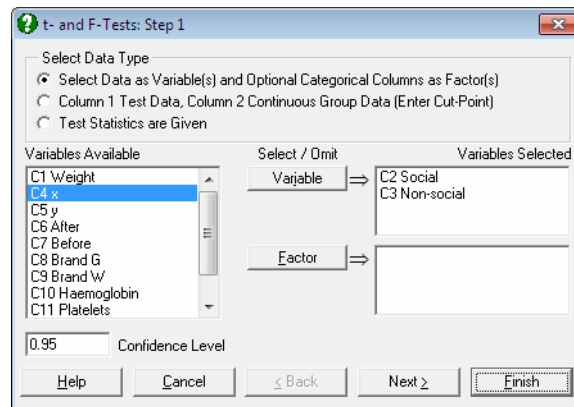 t- and F-Tests: Step 1
Select Data Type
Select Data as Variable(s) and Optional Categorical Columns as Factor(s)
Column 1 Test Data, Column 2 Continuous Group Data (Enter Cut-Point)
Test Statistics are Given
Variables Available
Select / Omit
Variables Selected
C1 Weight
C4 x
C5 y
C6 After
C7 Before
C8 Brand G
C9 Brand W
C10 Haemoglobin
C11 Platelets
Variable
C2 Social
C3 Non-social
Factor
0.95 Confidence Level
Help Cancel < Back Next > Finish